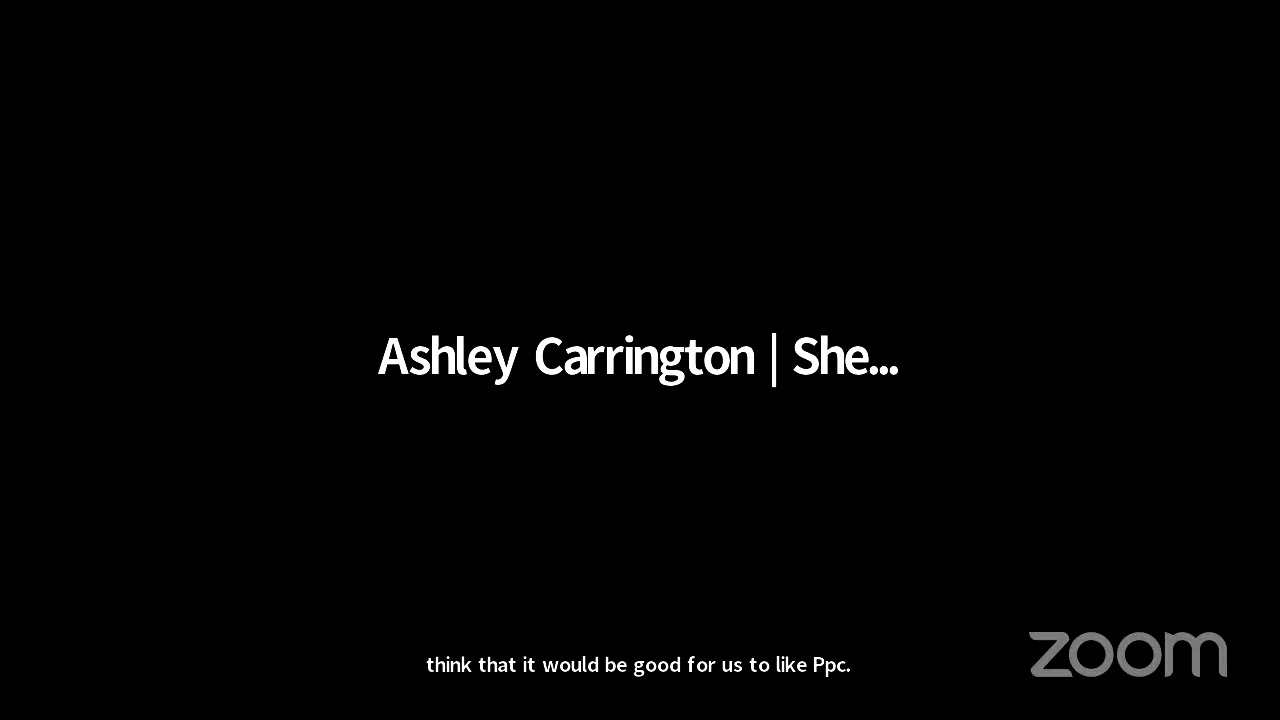 Ashley Carrington | She...
think that it would be good for us to like Ppc.
zoom